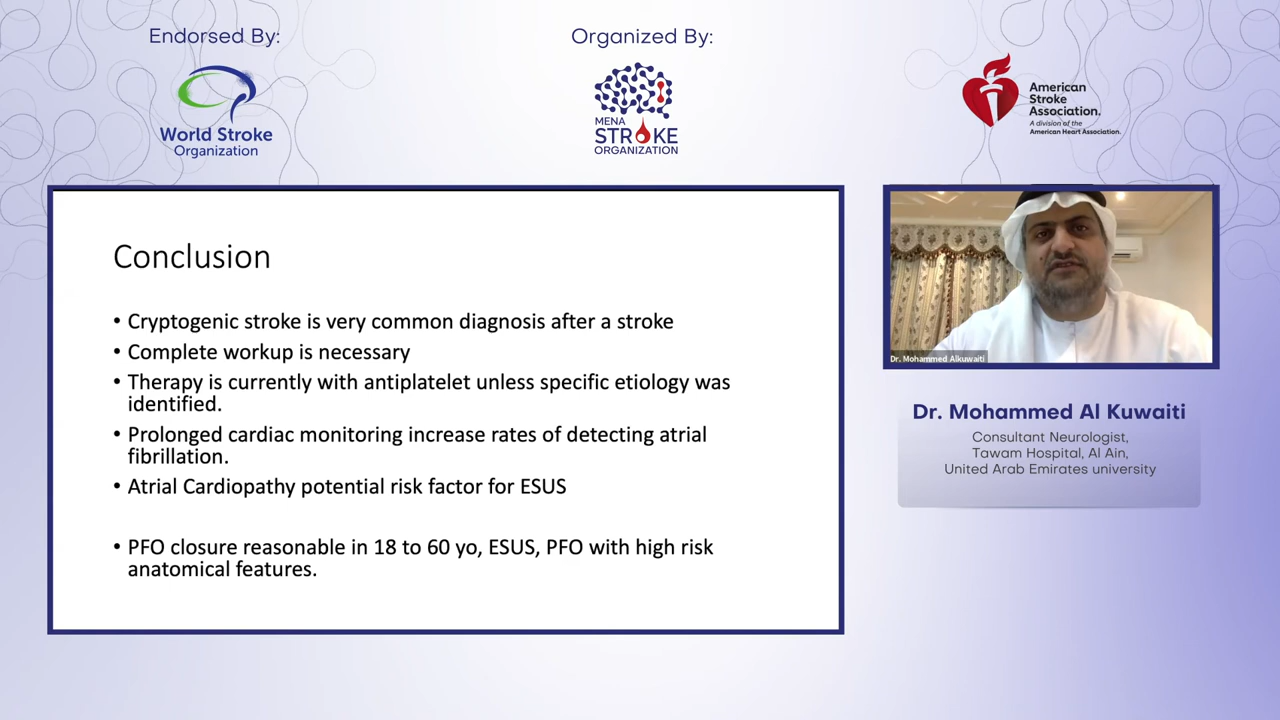 Endorsed By:
World Stroke
Organization
Organized By:
MENA
STROKE
ORGANIZATION
American
Stroke
Association.
A division of the
American Heart Association.
Conclusion
• Cryptogenic stroke is very common diagnosis after a stroke
• Complete workup is necessary
• Therapy is currently with antiplatelet unless specific etiology was
identified.
• Prolonged cardiac monitoring increase rates of detecting atrial
fibrillation.
• Atrial Cardiopathy potential risk factor for ESUS
• PFO closure reasonable in 18 to 60 yo, ESUS, PFO with high risk
anatomical features.
Dr. Mohammed Alkuwaiti
Dr. Mohammed Al Kuwaiti
Consultant Neurologist,
Tawam Hospital, Al Ain,
United Arab Emirates university